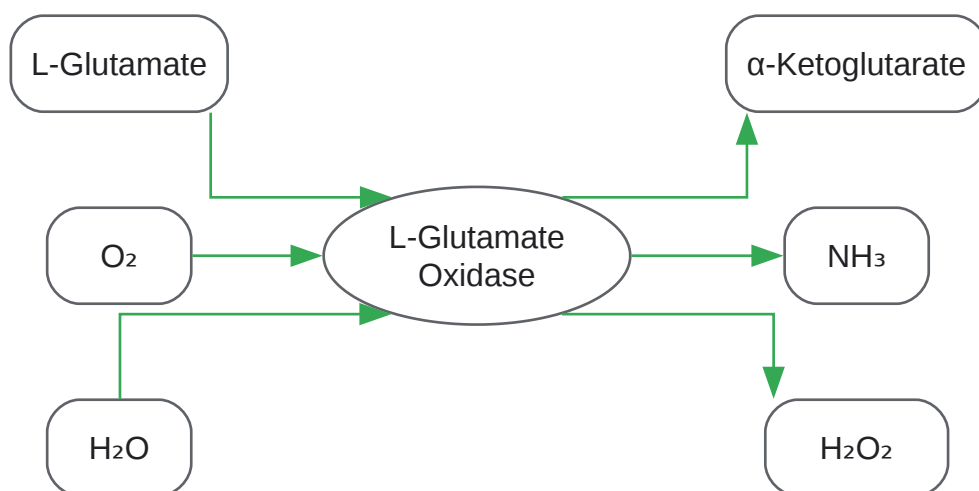 L-Glutamate
α-Ketoglutarate
O₂
L-Glutamate
Oxidase
NH₃
H₂O
H₂O₂